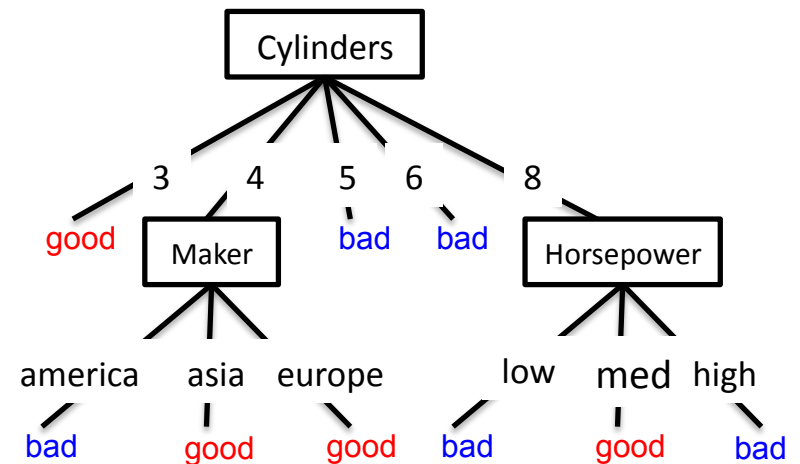 Cylinders
3 4 5 6 8
good Maker bad bad Horsepower
america asia europe low med high
bad good good bad good bad